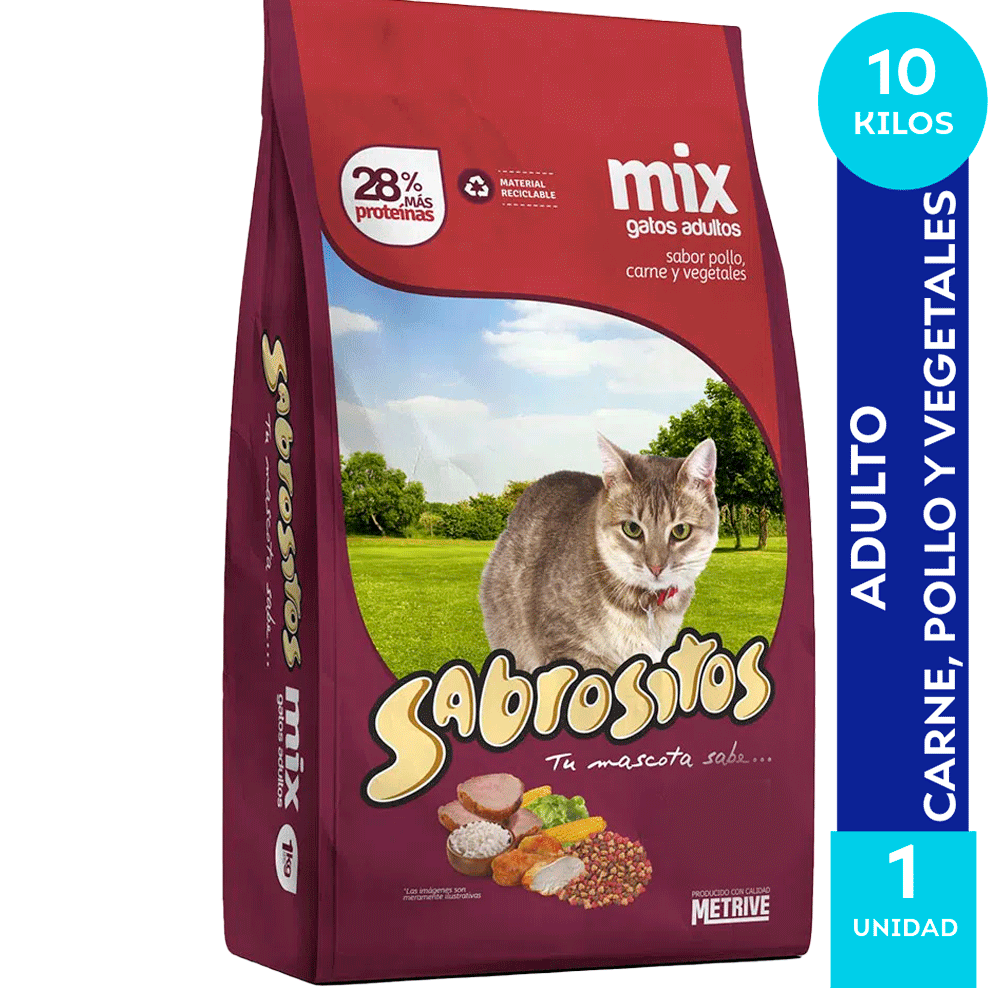 28%
MÁS
proteínas
MATERIAL
RECICLABLE
mix
gatos adultos
sabor pollo,
carne y vegetales
Sabrositos
Tu mascota sabe...
mix
gatos adultos
1kg
Sabrositos
Tu mascota sabe...
*Las imágenes son
meramente ilustrativas
PRODUCIDO CON CALIDAD
METRIVE
10
KILOS
ADULTO
CARNE, POLLO Y VEGETALES
1
UNIDAD